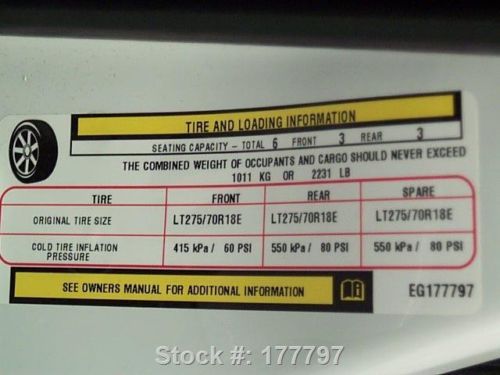 TIRE AND LOADING INFORMATION
SEATING CAPACITY - TOTAL 6 FRONT 3 REAR 3
THE COMBINED WEIGHT OF OCCUPANTS AND CARGO SHOULD NEVER EXCEED
1011 KG OR 2231 LB
TIRE FRONT REAR SPARE
ORIGINAL TIRE SIZE LT275/70R18E LT275/70R18E LT275/70R18E
COLD TIRE INFLATION PRESSURE 415 kPa / 60 PSI 550 kPa / 80 PSI 550 kPa / 80 PSI
SEE OWNERS MANUAL FOR ADDITIONAL INFORMATION EG177797
Stock #: 177797